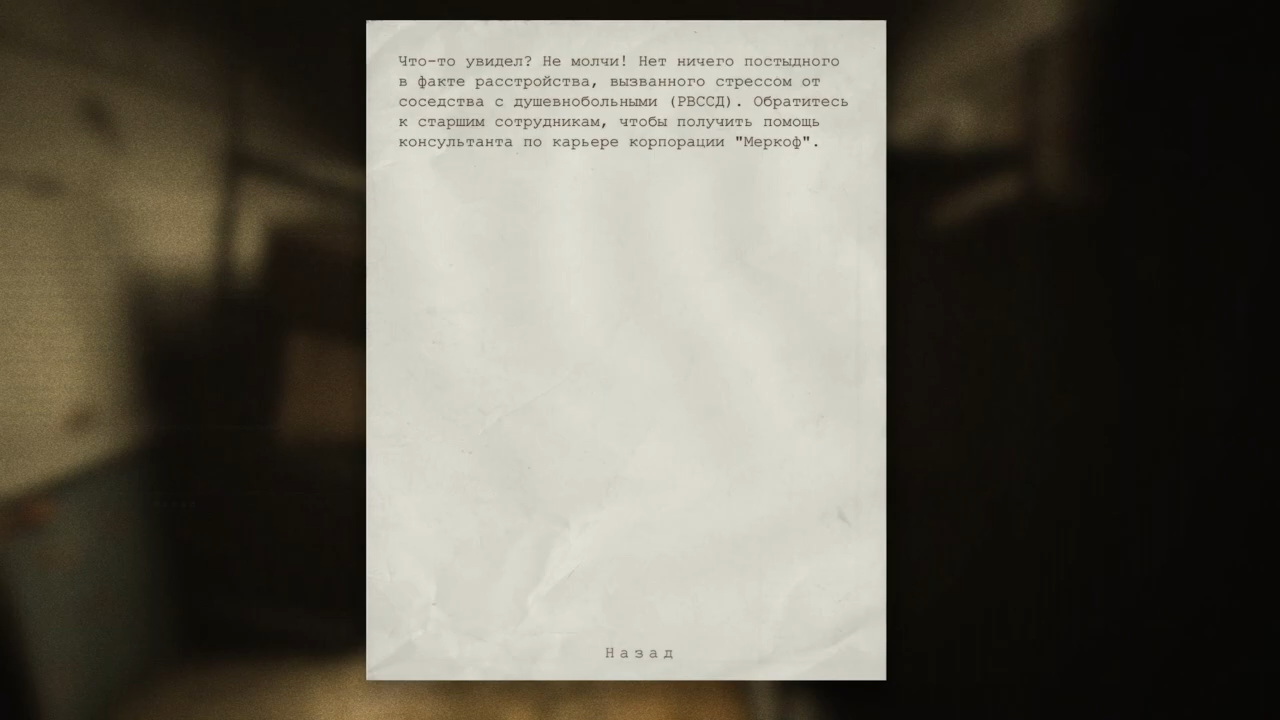 Что-то увидел? Не молчи! Нет ничего постыдного
в факте расстройства, вызванного стрессом от
соседства с душевнобольными (РВССД). Обратитесь
к старшим сотрудникам, чтобы получить помощь
консультанта по карьере корпорации "Меркоф".
Назад